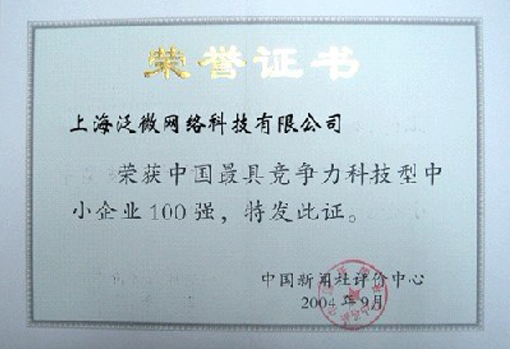 荣誉证书
上海泛微网络科技有限公司
荣获中国最具竞争力科技型中
小企业100强，特发此证。
中国新闻社评价中心
2004年9月